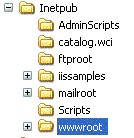 Inetpub
AdminScripts
catalog.wci
ftproot
iissamples
mailroot
Scripts
wwwroot